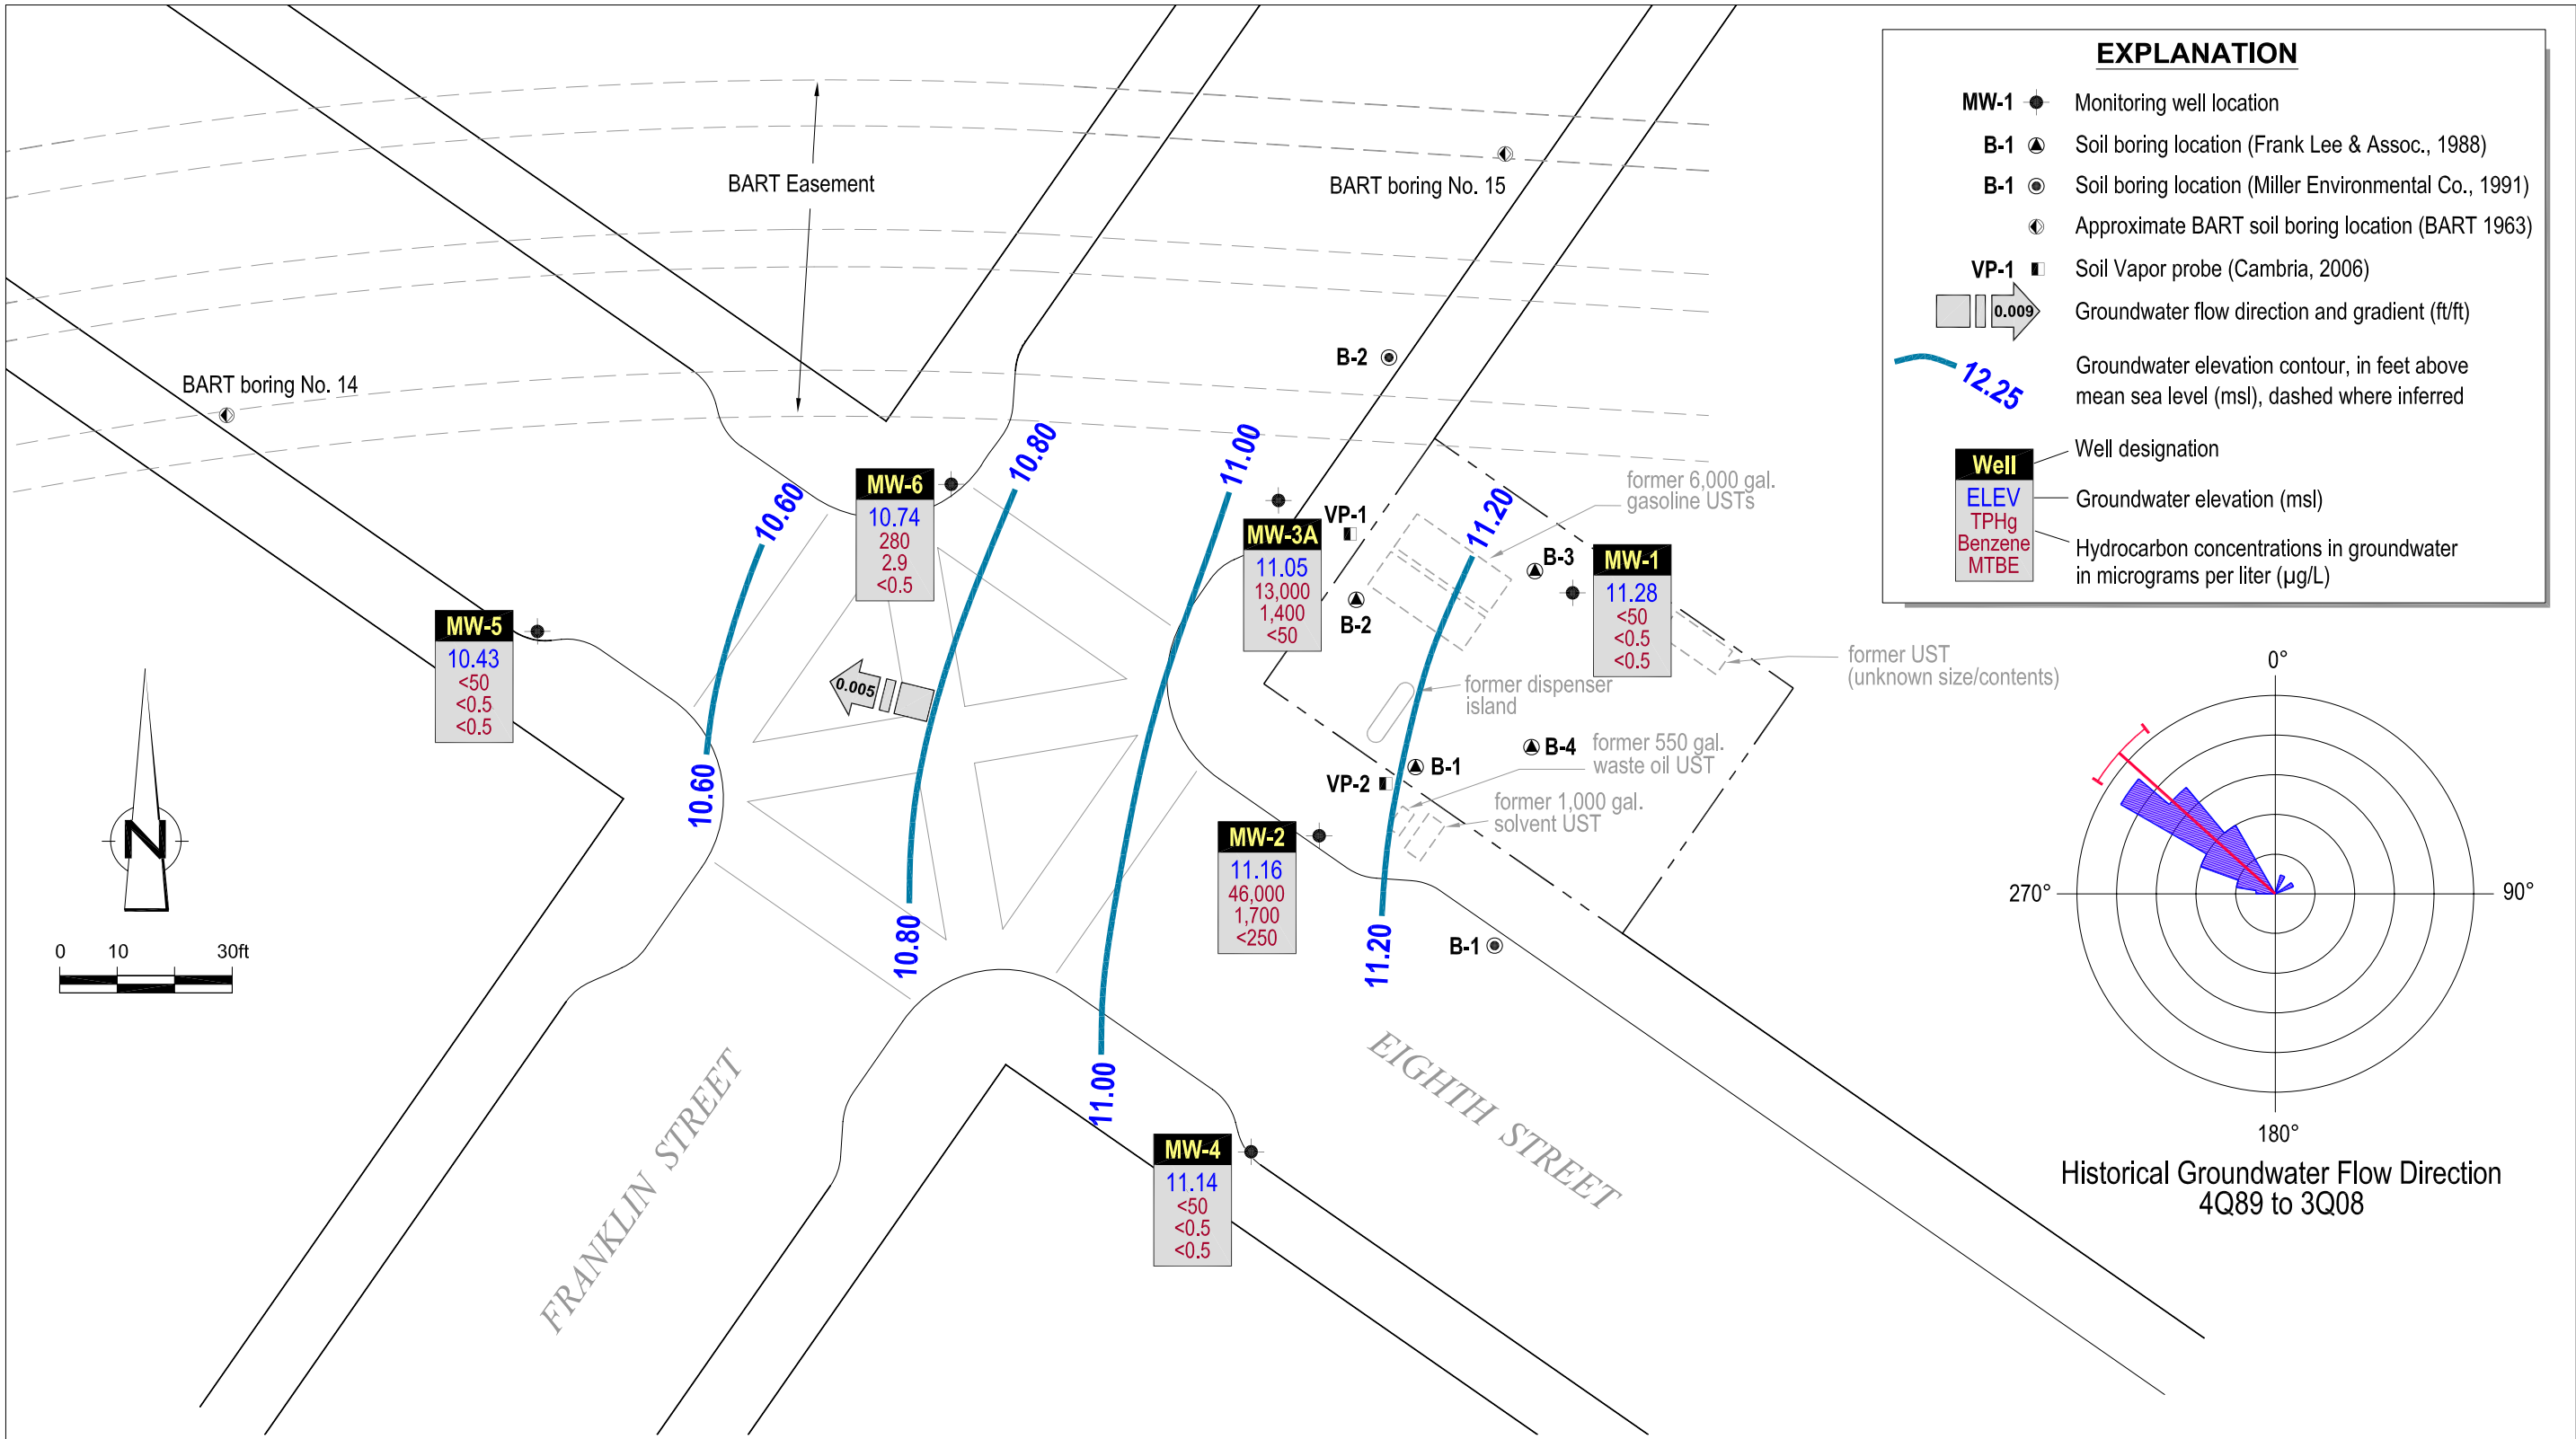 EXPLANATION
MW-1 Monitoring well location
B-1 Soil boring location (Frank Lee & Assoc., 1988)
B-1 Soil boring location (Miller Environmental Co., 1991)
Approximate BART soil boring location (BART 1963)
VP-1 Soil Vapor probe (Cambria, 2006)
0.009 Groundwater flow direction and gradient (ft/ft)
12.25 Groundwater elevation contour, in feet above
mean sea level (msl), dashed where inferred
Well Well designation
ELEV Groundwater elevation (msl)
TPHg
Benzene
MTBE
Hydrocarbon concentrations in groundwater
in micrograms per liter (µg/L)
BART Easement
BART boring No. 15
BART boring No. 14
B-2
10.60
10.80
11.00
11.20
MW-6
10.74
280
2.9
<0.5
MW-3A
11.05
13,000
1,400
<50
VP-1
B-2
former 6,000 gal.
gasoline USTs
B-3
MW-1
11.28
<50
<0.5
<0.5
MW-5
10.43
<50
<0.5
<0.5
0.005
former UST
(unknown size/contents)
former dispenser
island
B-4
former 550 gal.
waste oil UST
B-1
VP-2
former 1,000 gal.
solvent UST
MW-2
11.16
46,000
1,700
<250
10.60
10.80
11.00
11.20
B-1
N
0 10 30ft
MW-4
11.14
<50
<0.5
<0.5
FRANKLIN STREET
EIGHTH STREET
0°
270°
90°
180°
Historical Groundwater Flow Direction
4Q89 to 3Q08